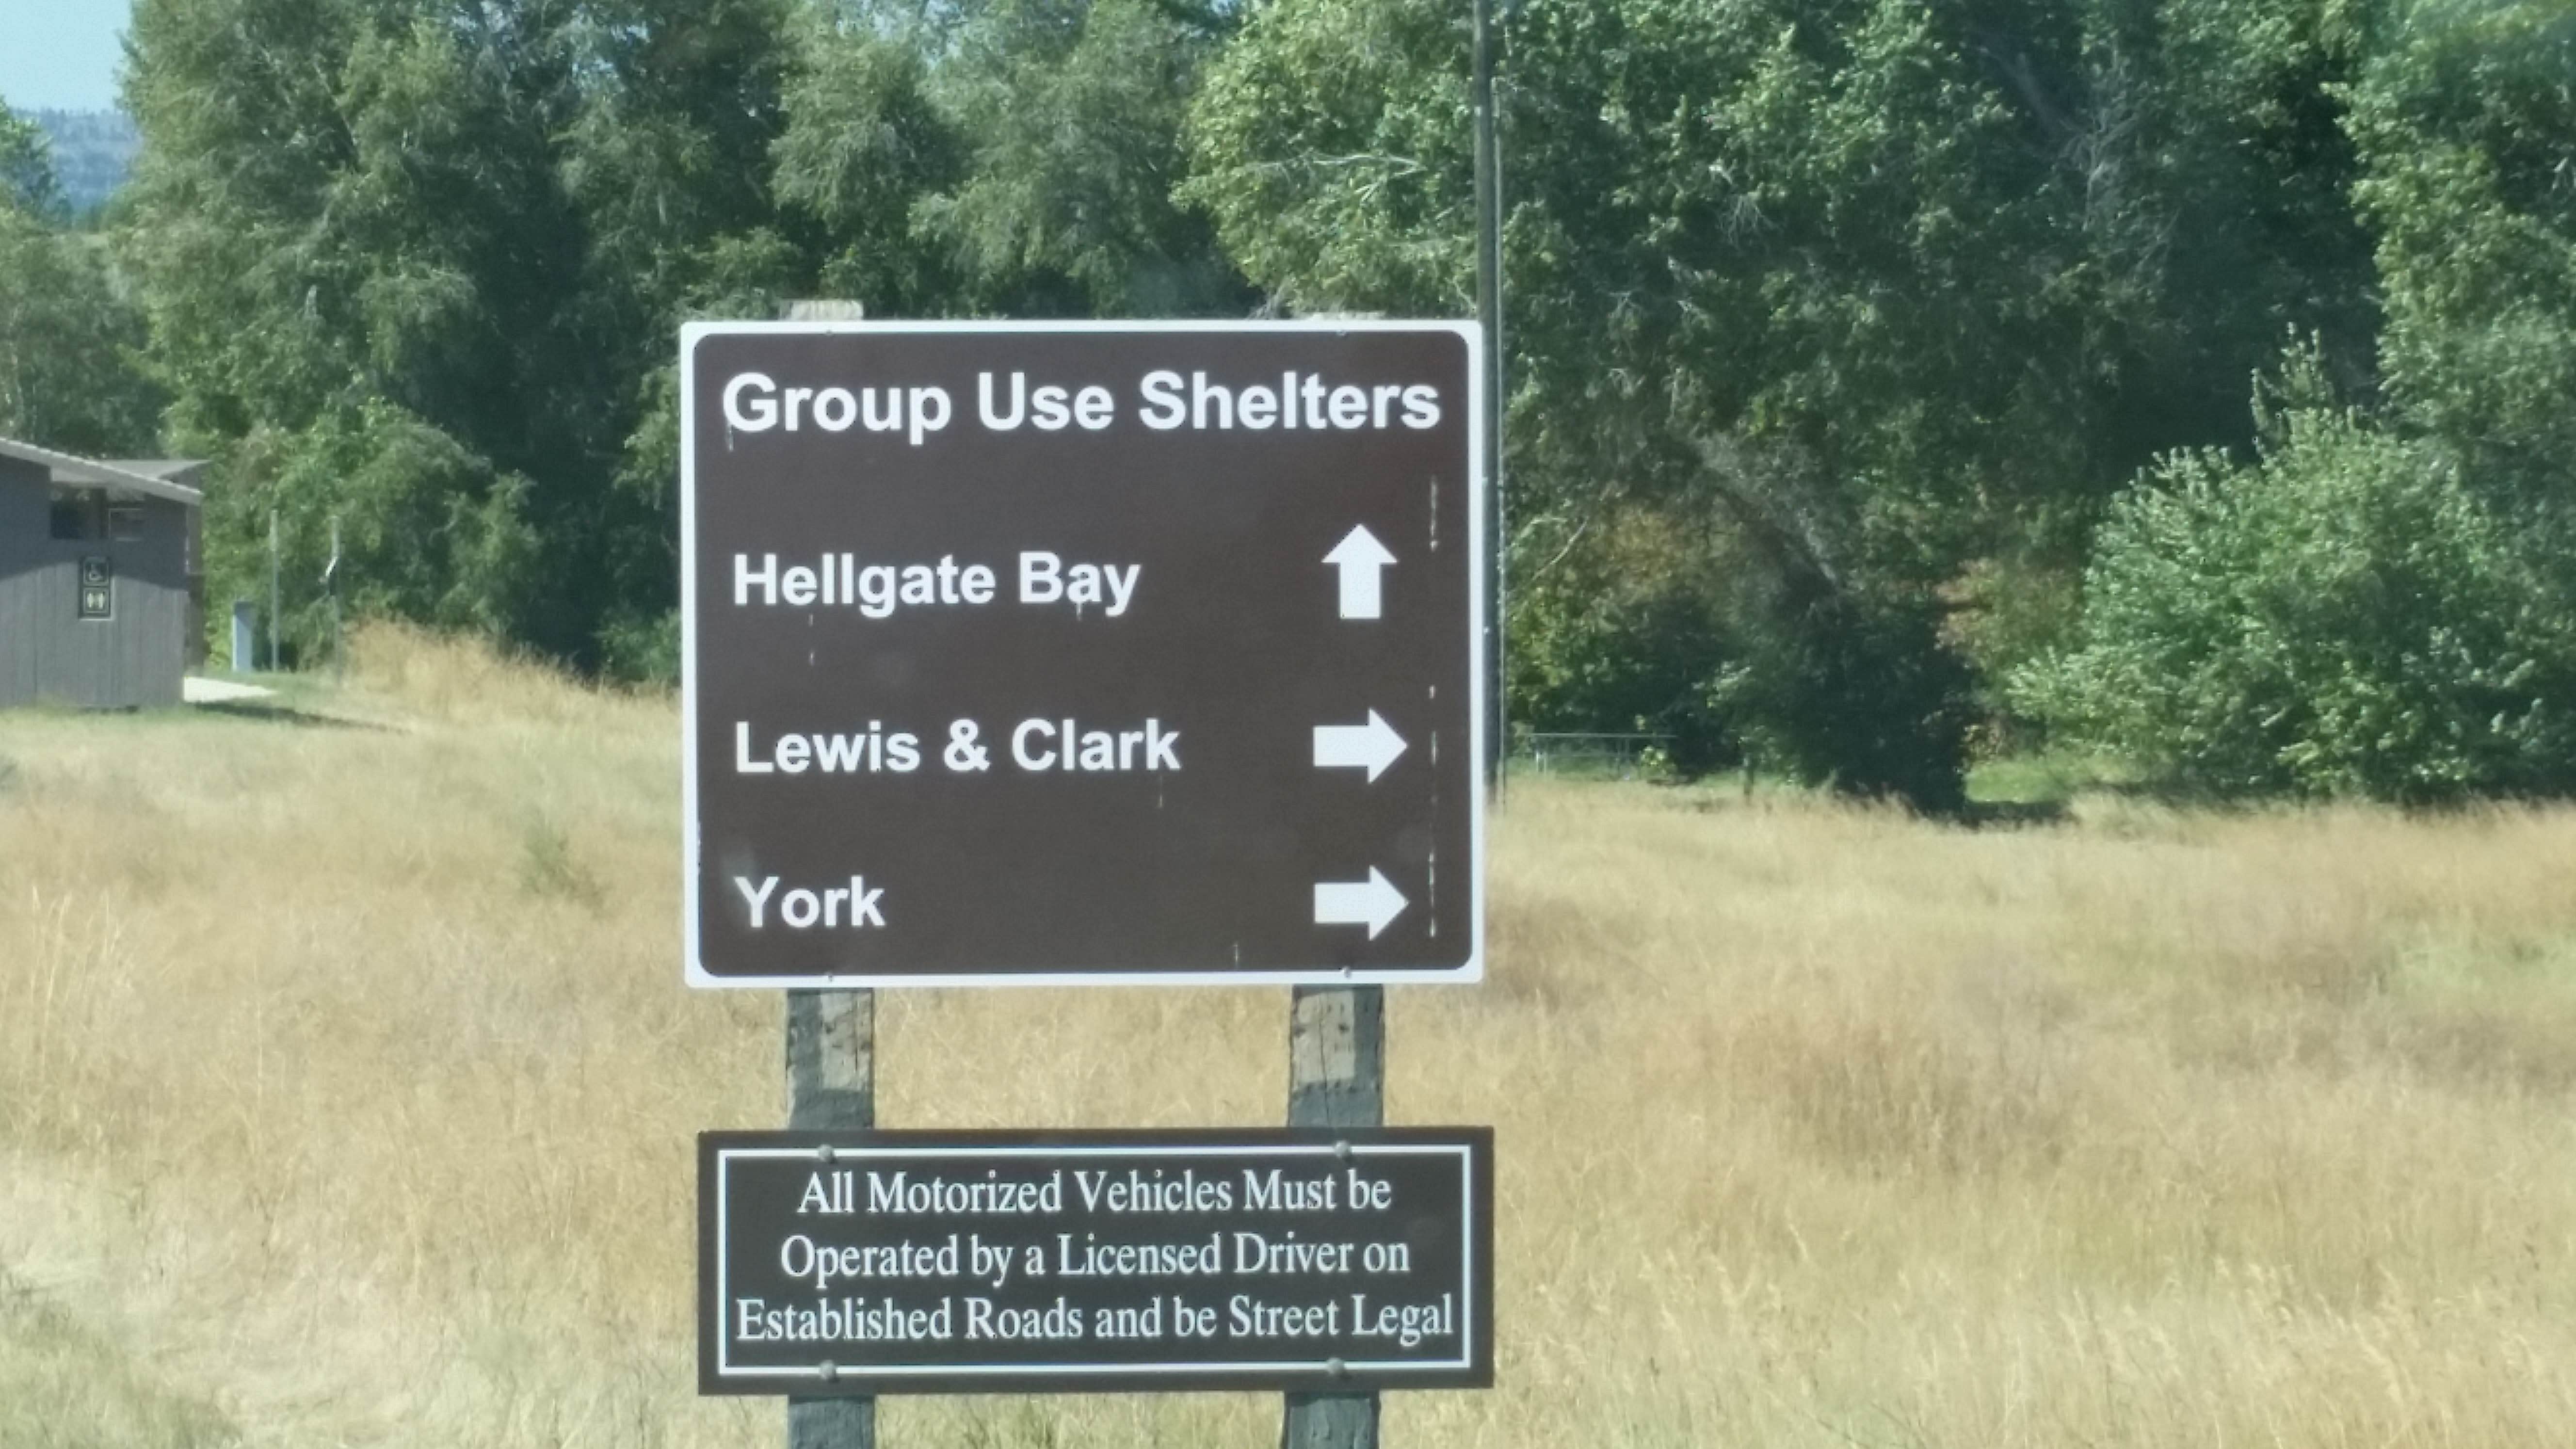 Group Use Shelters
Hellgate Bay
Lewis & Clark
York
All Motorized Vehicles Must be
Operated by a Licensed Driver on
Established Roads and be Street Legal